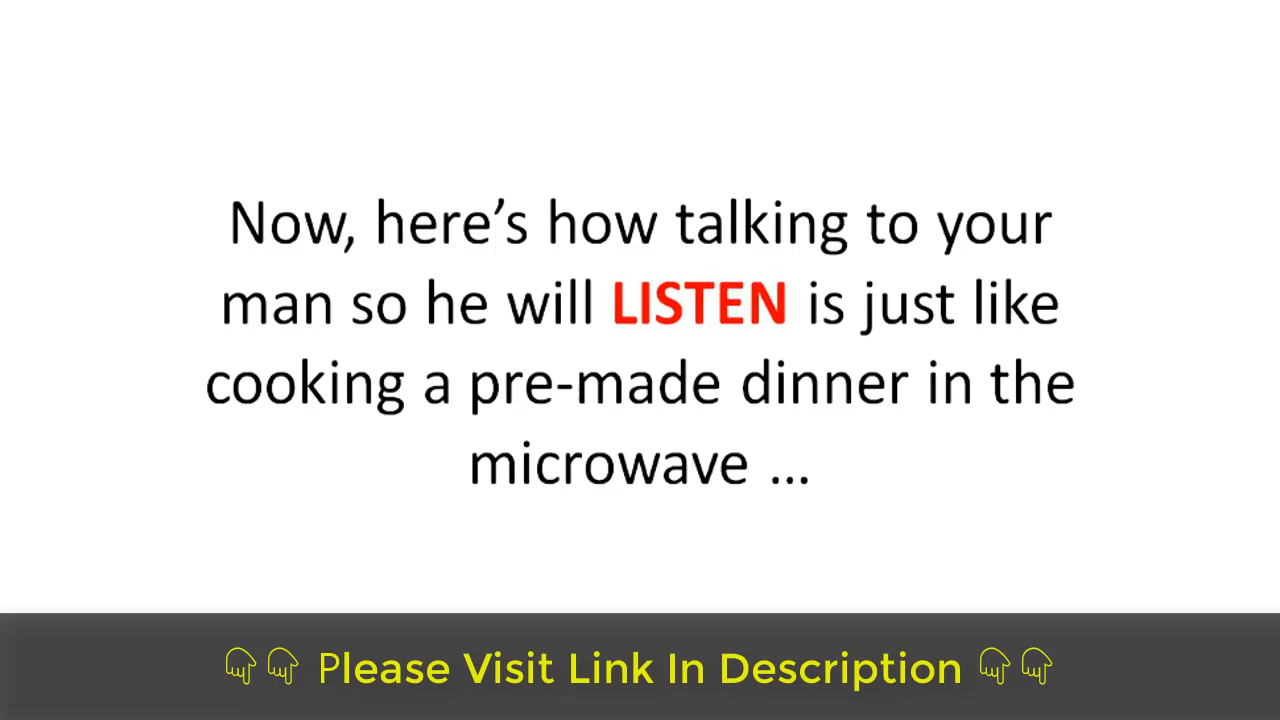 Now, here’s how talking to your
man so he will LISTEN is just like
cooking a pre-made dinner in the
microwave ...
👇👇 Please Visit Link In Description 👇👇